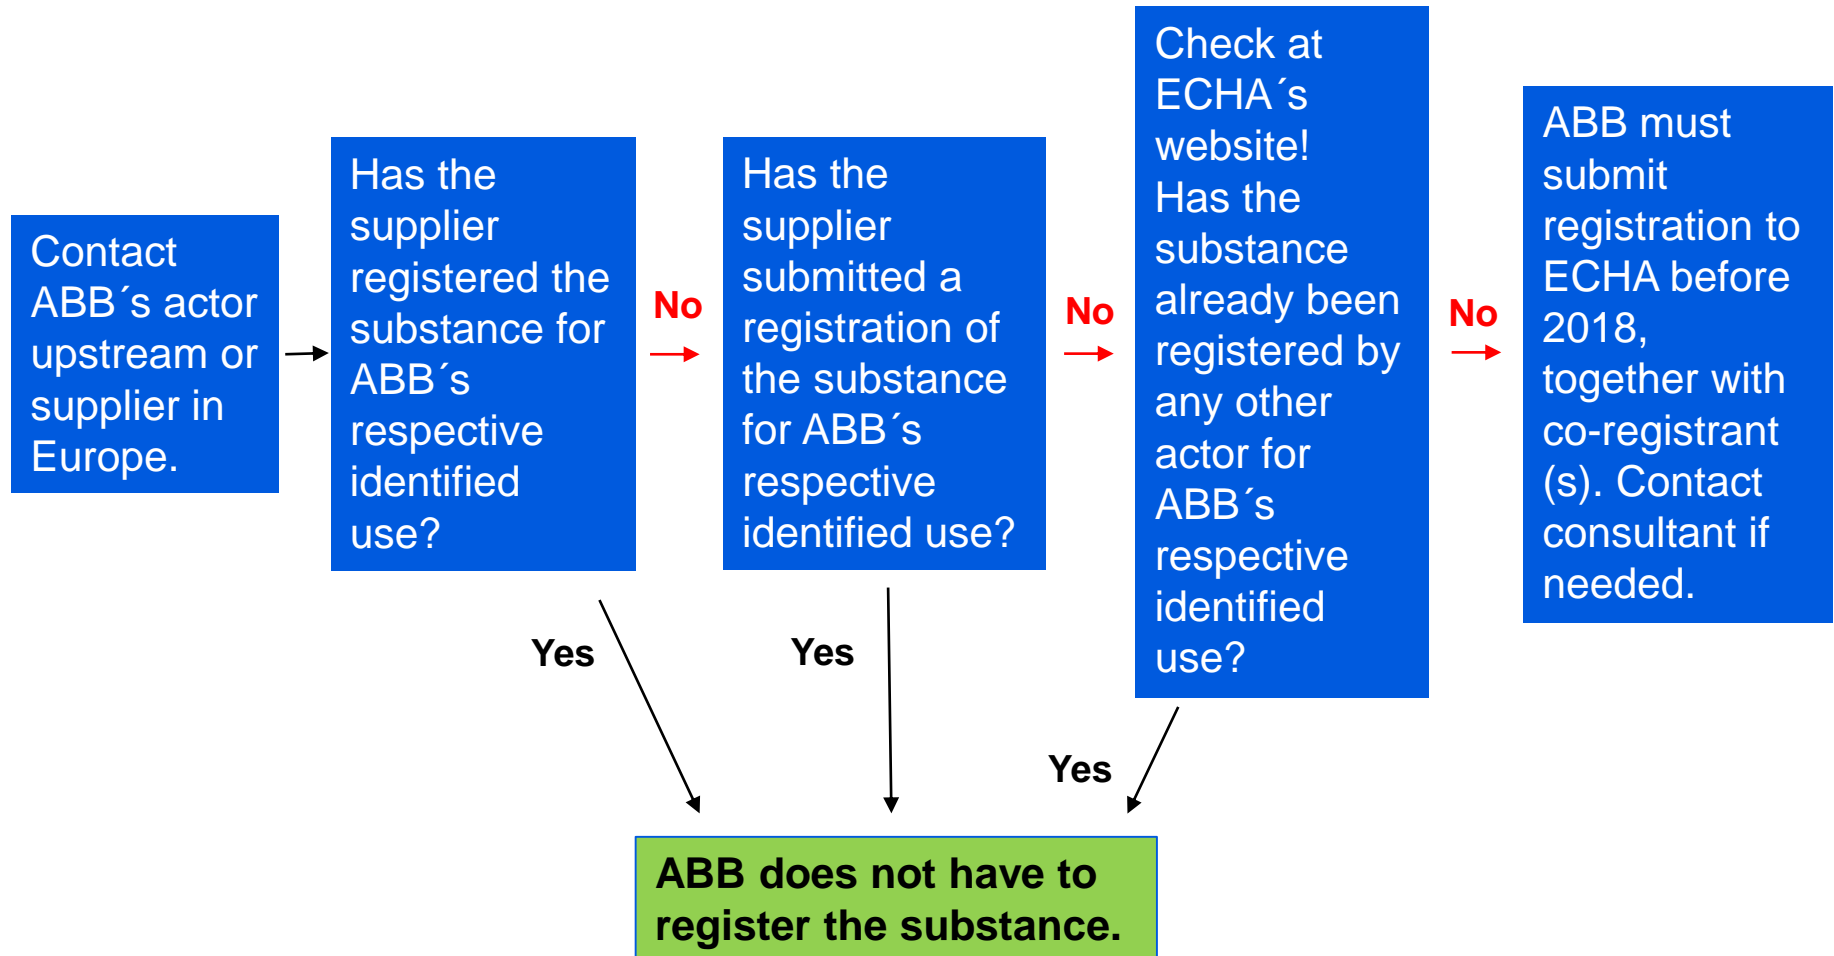 Contact
ABB´s actor
upstream or
supplier in
Europe.
Has the
supplier
registered the
substance for
ABB´s
respective
identified
use?
No
Has the
supplier
submitted a
registration of
the substance
for ABB´s
respective
identified use?
No
Check at
ECHA´s
website!
Has the
substance
already been
registered by
any other
actor for
ABB´s
respective
identified
use?
No
ABB must
submit
registration to
ECHA before
2018,
together with
co-registrant
(s). Contact
consultant if
needed.
Yes
Yes
Yes
ABB does not have to
register the substance.